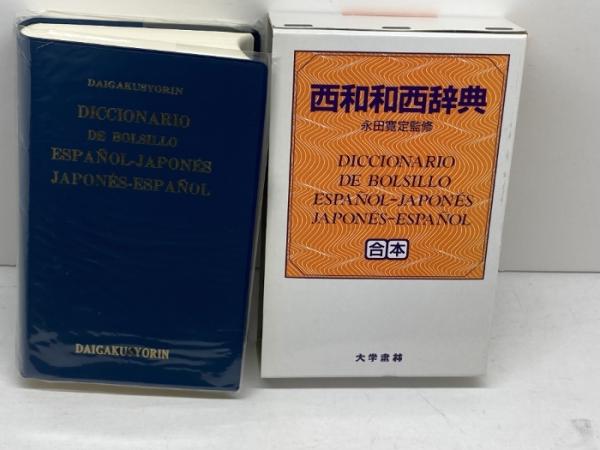 DAIGAKUSYORIN
DICCIONARIO
DE BOLSILLO
ESPAÑOL-JAPONÉS
JAPONÉS-ESPAÑOL
DAIGAKUSYORIN
西和和西辞典
永田寛定監修
DICCIONARIO
DE BOLSILLO
ESPAÑOL-JAPONÉS
JAPONÉS-ESPAÑOL
合本
大学書林